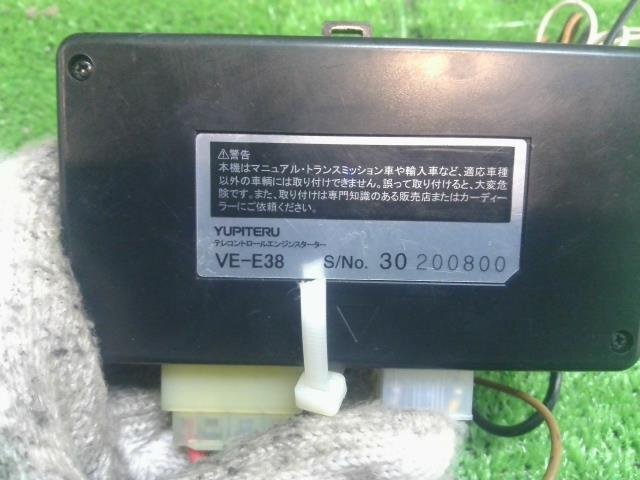 ⚠警告
本機はマニュアル・トランスミッション車や輸入車など、適応車種
以外の車輌には取り付けできません。誤って取り付けると、大変危
険です。また、取り付けは専門知識のある販売店またはカーディー
ラーにご依頼ください。
YUPITERU
テレコントロールエンジンスターター
VE-E38 S/No. 30 200800